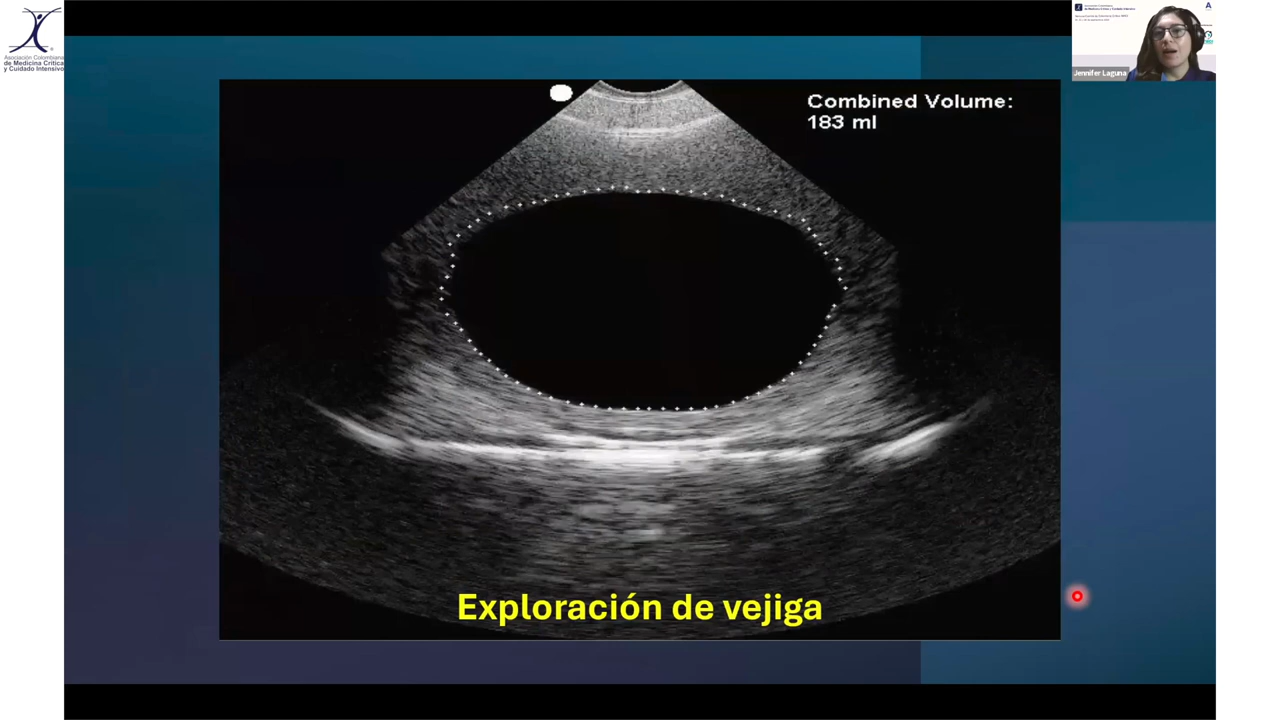 Asociación Colombiana
de Medicina Crítica
y Cuidado Intensivo
Combined Volume:
183 ml
Exploración de vejiga
Jennifer Laguna